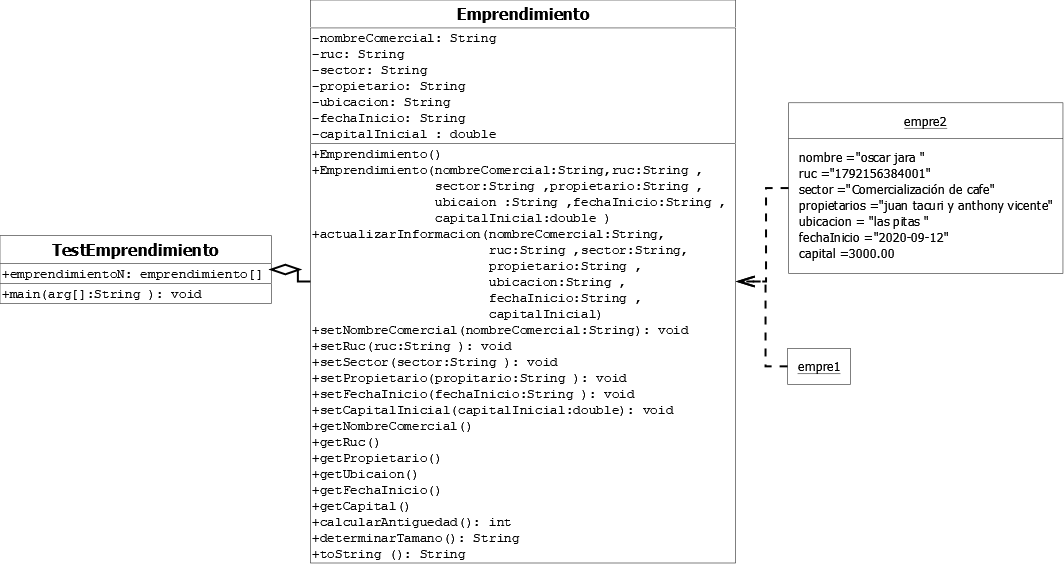 Emprendimiento
-nombreComercial: String
-ruc: String
-sector: String
-propietario: String
-ubicacion: String
-fechaInicio: String
-capitalInicial : double
+Emprendimiento()
+Emprendimiento(nombreComercial:String,ruc:String ,
sector:String ,propietario:String ,
ubicaion :String ,fechaInicio:String ,
capitalInicial:double )
+actualizarInformacion(nombreComercial:String,
ruc:String ,sector:String,
propietario:String ,
ubicacion:String ,
fechaInicio:String ,
capitalInicial)
+setNombreComercial(nombreComercial:String): void
+setRuc(ruc:String ): void
+setSector(sector:String ): void
+setPropietario(propitario:String ): void
+setFechaInicio(fechaInicio:String ): void
+setCapitalInicial(capitalInicial:double): void
+getNombreComercial()
+getRuc()
+getPropietario()
+getUbicaion()
+getFechaInicio()
+getCapital()
+calcularAntiguedad(): int
+determinarTamano(): String
+toString (): String
TestEmprendimiento
+emprendimientoN: emprendimiento[]
+main(arg[]:String ): void
empre2
nombre ="oscar jara "
ruc ="1792156384001"
sector ="Comercialización de cafe"
propietarios ="juan tacuri y anthony vicente"
ubicacion = "las pitas "
fechaInicio ="2020-09-12"
capital =3000.00
empre1